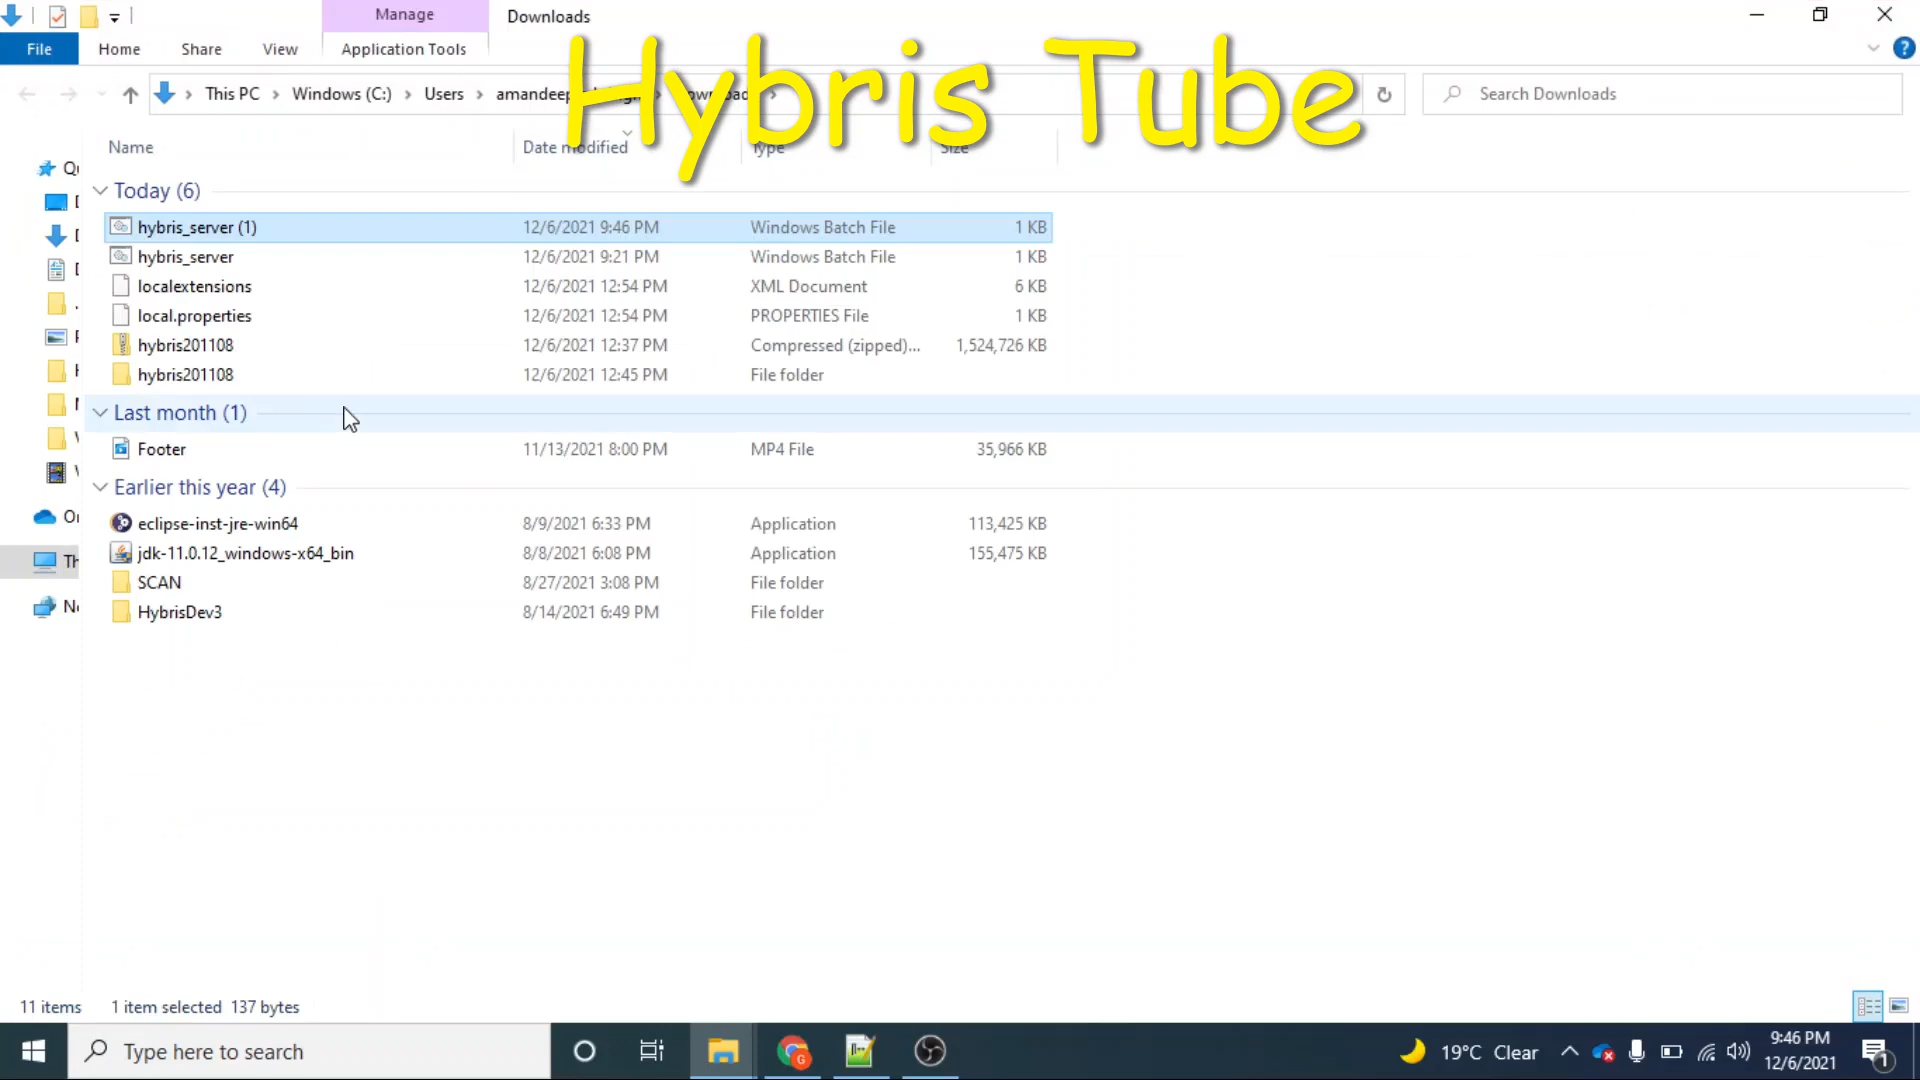 Manage Downloads
File Home Share View Application Tools
Hybris Tube
This PC Windows (C:) Users Search Downloads
Name Date modified Type Size
Today (6)
hybris_server (1) 12/6/2021 9:46 PM Windows Batch File 1 KB
hybris_server 12/6/2021 9:21 PM Windows Batch File 1 KB
localextensions 12/6/2021 12:54 PM XML Document 6 KB
local.properties 12/6/2021 12:54 PM PROPERTIES File 1 KB
hybris201108 12/6/2021 12:37 PM Compressed (zipped)... 1,524,726 KB
hybris201108 12/6/2021 12:45 PM File folder
Last month (1)
Footer 11/13/2021 8:00 PM MP4 File 35,966 KB
Earlier this year (4)
eclipse-inst-jre-win64 8/9/2021 6:33 PM Application 113,425 KB
jdk-11.0.12_windows-x64_bin 8/8/2021 6:08 PM Application 155,475 KB
SCAN 8/27/2021 3:08 PM File folder
HybrisDev3 8/14/2021 6:49 PM File folder
11 items 1 item selected 137 bytes
Type here to search 19°C Clear 9:46 PM
12/6/2021 1